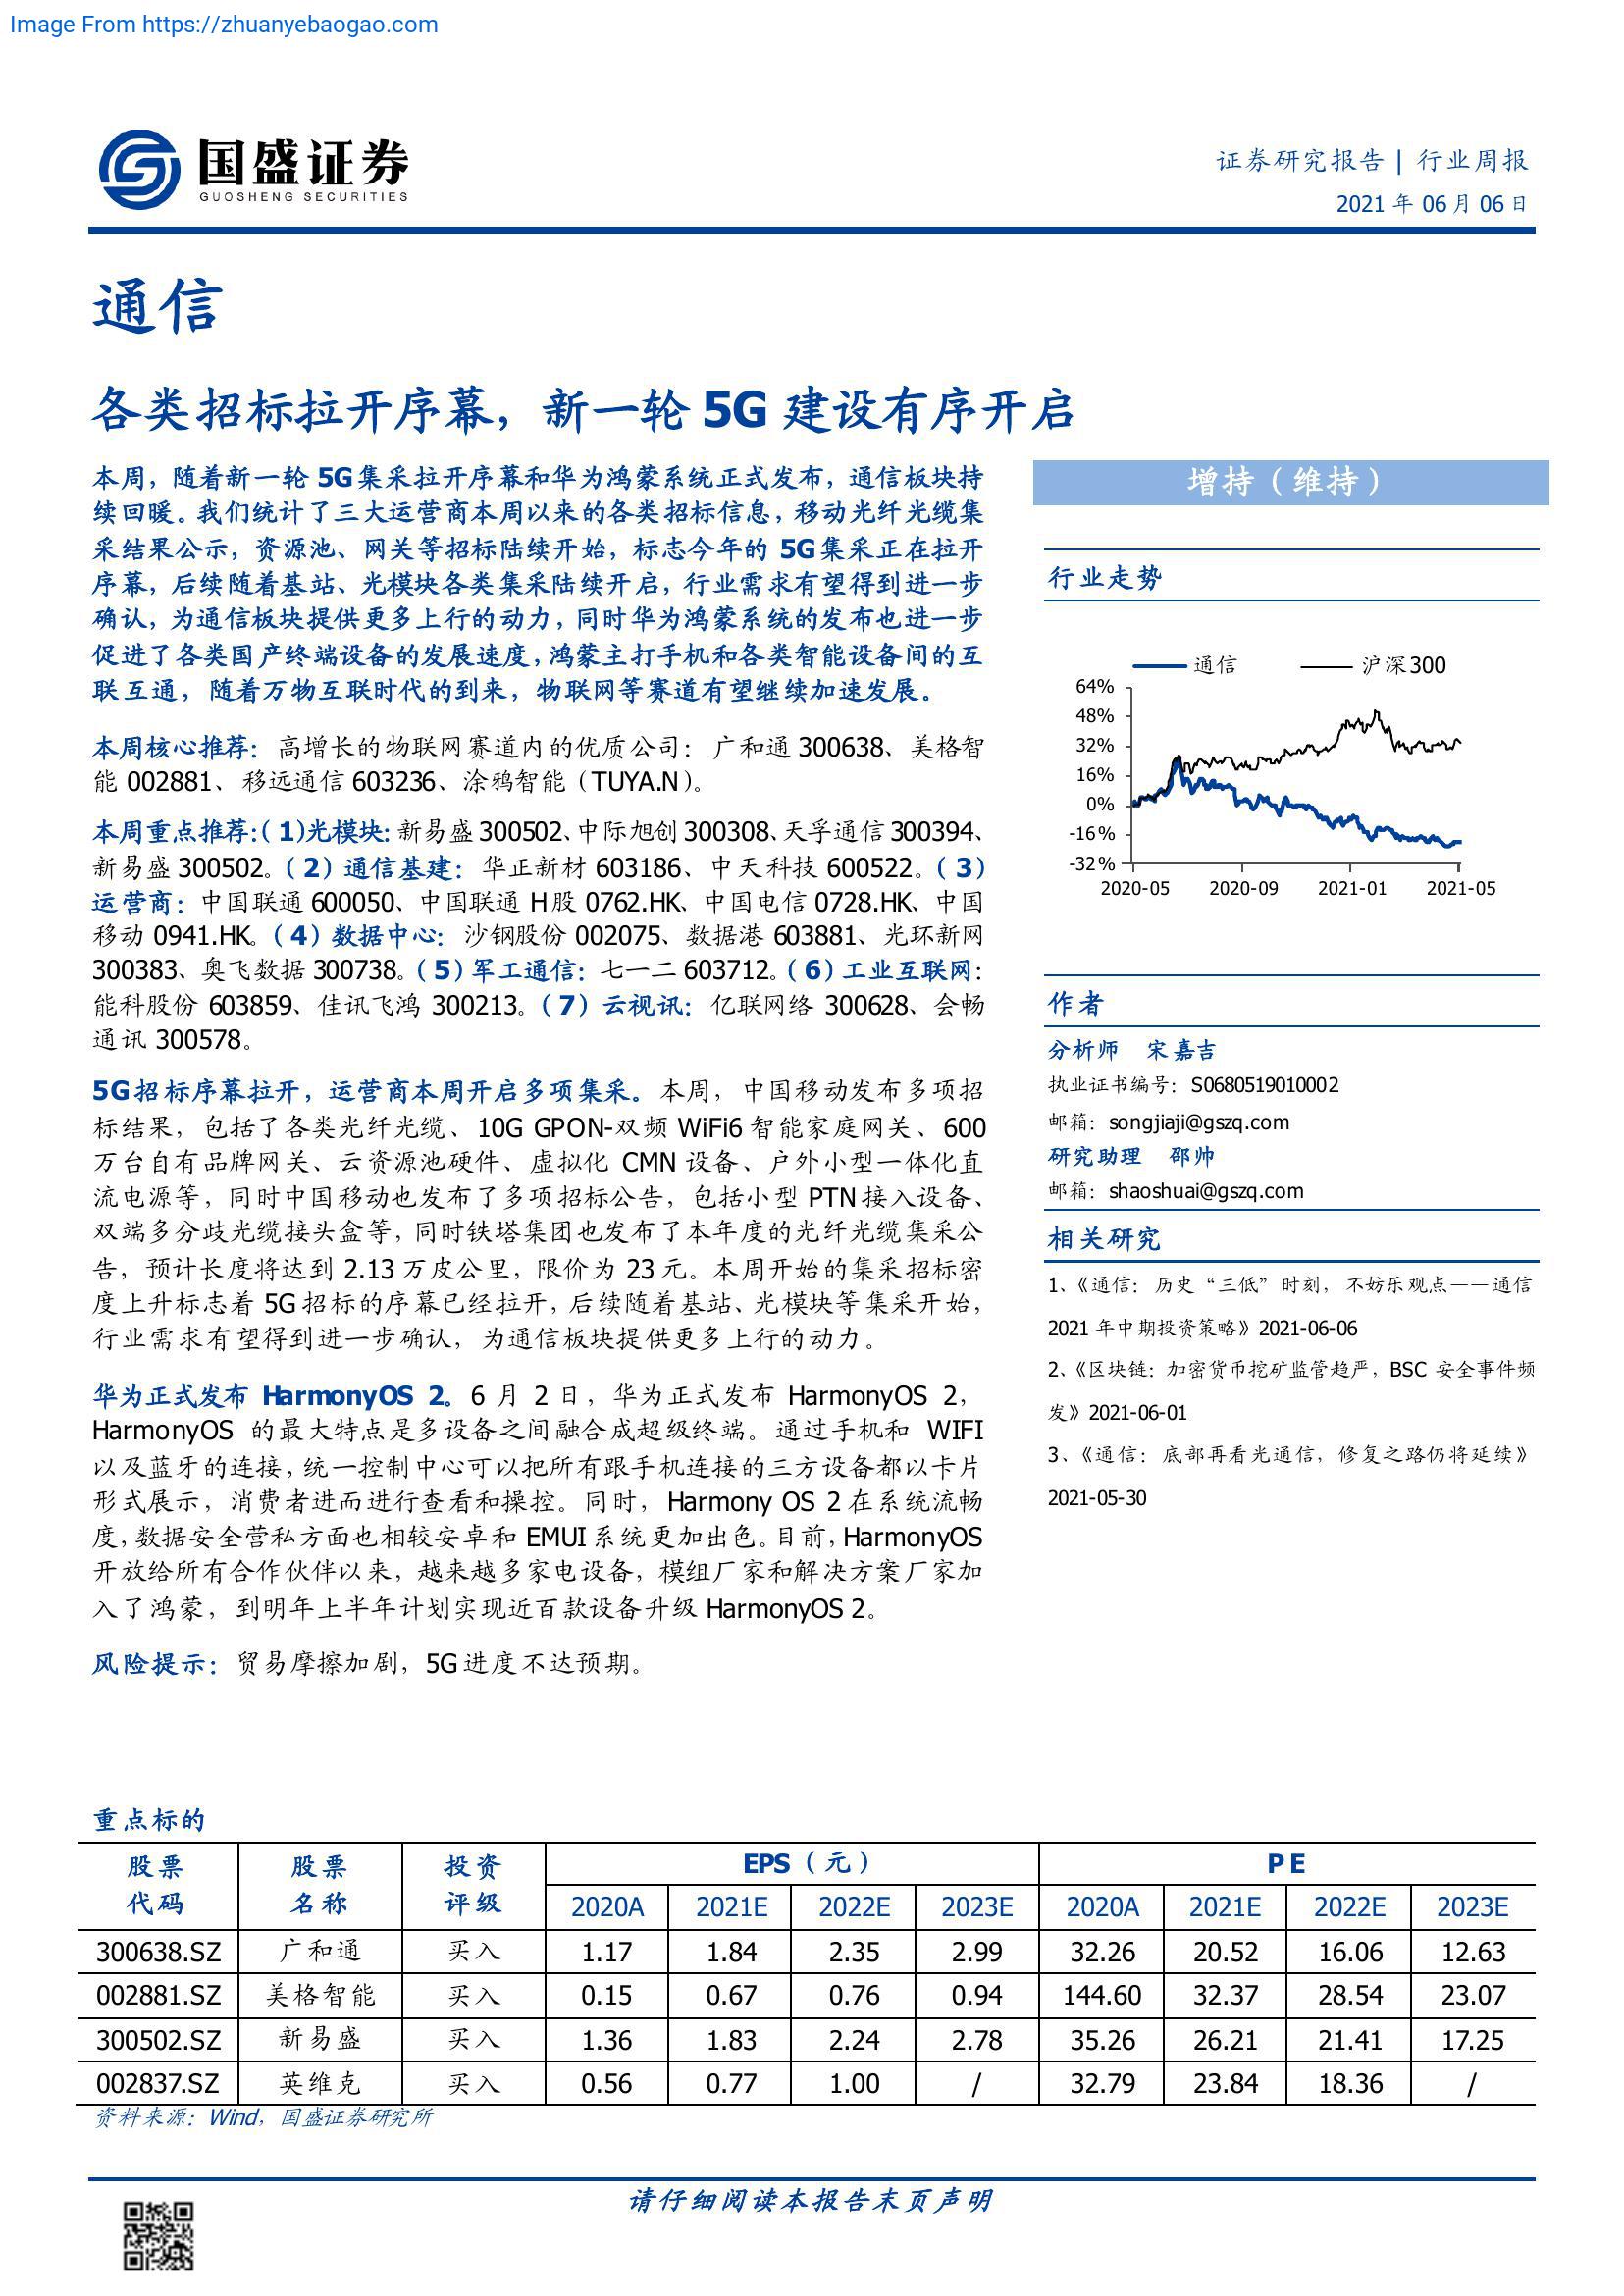 Image From https://zhuanyebaogao.com
国盛证券
GUOSHENG SECURITIES
证券研究报告 | 行业周报
2021 年 06 月 06 日
通信
各类招标拉开序幕，新一轮 5G 建设有序开启
本周，随着新一轮 5G 集采拉开序幕和华为鸿蒙系统正式发布，通信板块持
续回暖。我们统计了三大运营商本周以来的各类招标信息，移动光纤光缆集
采结果公示，资源池、网关等招标陆续开始，标志今年的 5G 集采正在拉开
序幕，后续随着基站、光模块各类集采陆续开启，行业需求有望得到进一步
确认，为通信板块提供更多上行的动力，同时华为鸿蒙系统的发布也进一步
促进了各类国产终端设备的发展速度，鸿蒙主打手机和各类智能设备间的互
联互通，随着万物互联时代的到来，物联网等赛道有望继续加速发展。
本周核心推荐：高增长的物联网赛道内的优质公司：广和通 300638、美格智
能 002881、移远通信 603236、涂鸦智能（TUYA.N）。
本周重点推荐：（1)光模块：新易盛 300502、中际旭创 300308、天孚通信 300394、
新易盛 300502。（2）通信基建：华正新材 603186、中天科技 600522。（3）
运营商：中国联通 600050、中国联通 H 股 0762.HK、中国电信 0728.HK、中国
移动 0941.HK。（4）数据中心：沙钢股份 002075、数据港 603881、光环新网
300383、奥飞数据 300738。（5）军工通信：七一二 603712。（6）工业互联网：
能科股份 603859、佳讯飞鸿 300213。（7）云视讯：亿联网络 300628、会畅
通讯 300578。
5G 招标序幕拉开，运营商本周开启多项集采。本周，中国移动发布多项招
标结果，包括了各类光纤光缆、10G GPON-双频 WiFi6 智能家庭网关、600
万台自有品牌网关、云资源池硬件、虚拟化 CMN 设备、户外小型一体化直
流电源等，同时中国移动也发布了多项招标公告，包括小型 PTN 接入设备、
双端多分歧光缆接头盒等，同时铁塔集团也发布了本年度的光纤光缆集采公
告，预计长度将达到 2.13 万皮公里，限价为 23 元。本周开始的集采招标密
度上升标志着 5G 招标的序幕已经拉开，后续随着基站、光模块等集采开始，
行业需求有望得到进一步确认，为通信板块提供更多上行的动力。
华为正式发布 HarmonyOS 2。6 月 2 日，华为正式发布 HarmonyOS 2，
HarmonyOS 的最大特点是多设备之间融合成超级终端。通过手机和 WIFI
以及蓝牙的连接，统一控制中心可以把所有跟手机连接的三方设备都以卡片
形式展示，消费者进而进行查看和操控。同时，Harmony OS 2 在系统流畅
度，数据安全营私方面也相较安卓和 EMUI 系统更加出色。目前，HarmonyOS
开放给所有合作伙伴以来，越来越多家电设备，模组厂家和解决方案厂家加
入了鸿蒙，到明年上半年计划实现近百款设备升级 HarmonyOS 2。
风险提示：贸易摩擦加剧，5G 进度不达预期。
增持（维持）
行业走势
通信 沪深300
64%
48%
32%
16%
0%
-16%
-32%
2020-05 2020-09 2021-01 2021-05
作者
分析师 宋嘉吉
执业证书编号：S0680519010002
邮箱：songjiaji@gszq.com
研究助理 邵帅
邮箱：shaoshuai@gszq.com
相关研究
1、《通信：历史“三低”时刻，不妨乐观点——通信
2021 年中期投资策略》2021-06-06
2、《区块链：加密货币挖矿监管趋严，BSC 安全事件频
发》2021-06-01
3、《通信：底部再看光通信，修复之路仍将延续》
2021-05-30
重点标的
股票 股票 投资 EPS（元） P E
代码 名称 评级 2020A 2021E 2022E 2023E 2020A 2021E 2022E 2023E
300638.SZ 广和通 买入 1.17 1.84 2.35 2.99 32.26 20.52 16.06 12.63
002881.SZ 美格智能 买入 0.15 0.67 0.76 0.94 144.60 32.37 28.54 23.07
300502.SZ 新易盛 买入 1.36 1.83 2.24 2.78 35.26 26.21 21.41 17.25
002837.SZ 英维克 买入 0.56 0.77 1.00 / 32.79 23.84 18.36 /
资料来源：Wind，国盛证券研究所
请仔细阅读本报告末页声明